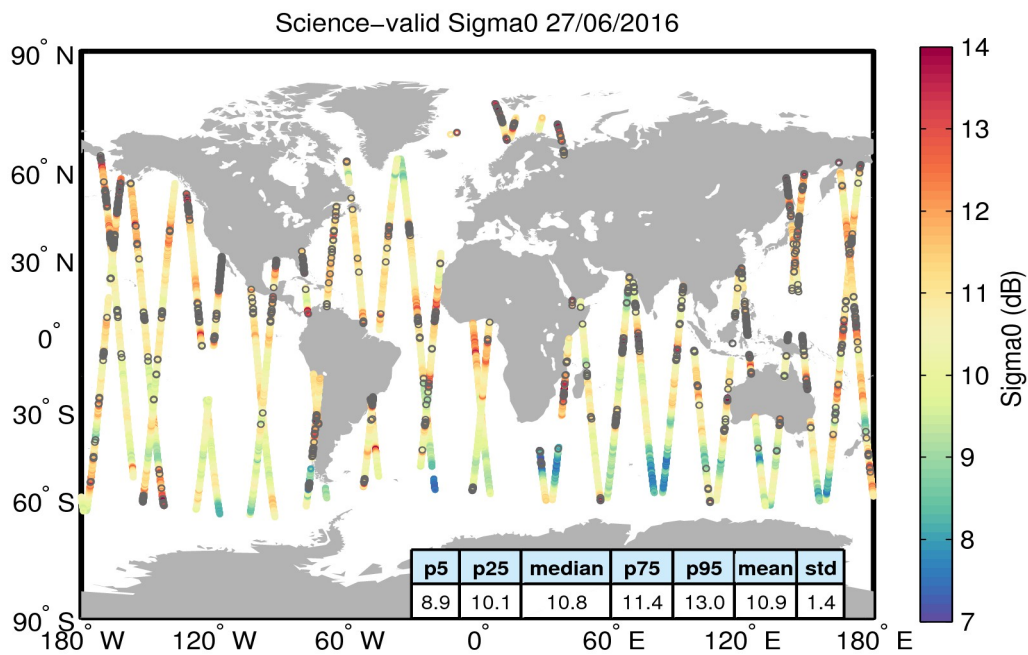 Science−valid Sigma0 27/06/2016
90° N
60° N
30° N
0°
30° S
60° S
90° S
180° W
120° W
60° W
0°
60° E
120° E
180° E
p5 p25 median p75 p95 mean std
8.9 10.1 10.8 11.4 13.0 10.9 1.4
14
13
12
11
10
9
8
7
Sigma0 (dB)